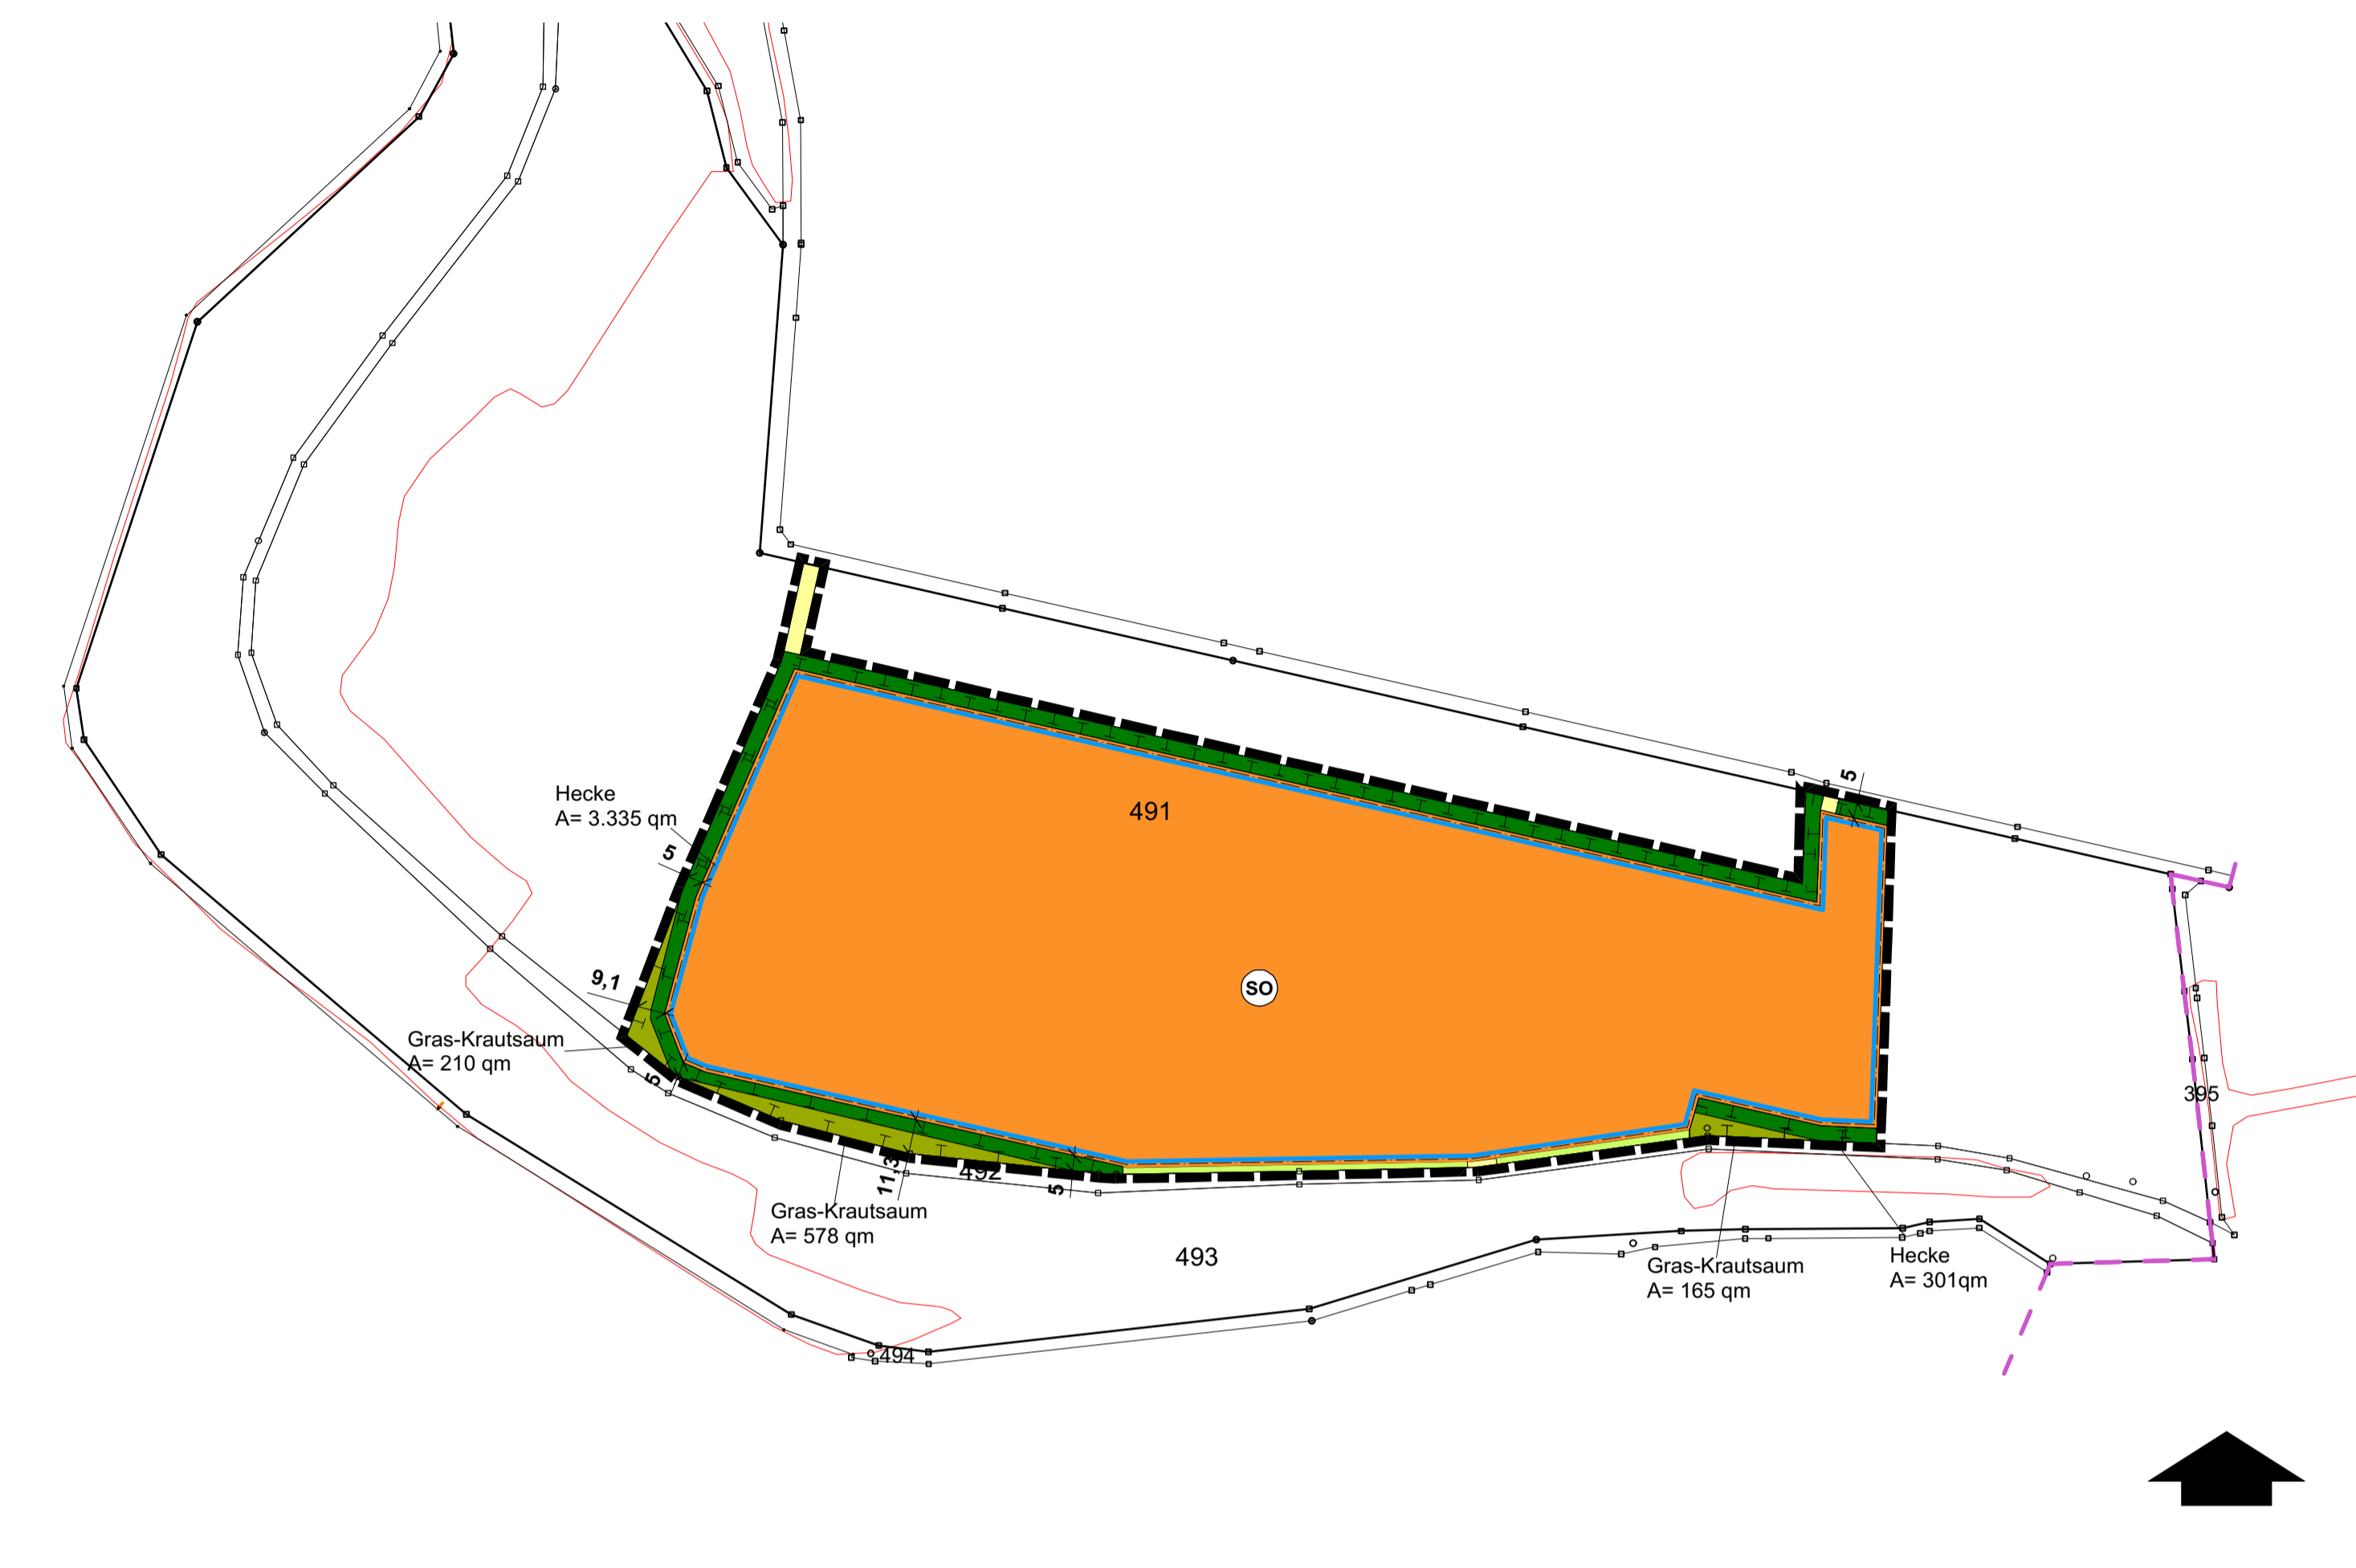 5
491
Hecke
A= 3.335 qm
5
9,1
SO
Gras-Krautsaum
A= 210 qm
5
395
11,3
492
5
Gras-Krautsaum
A= 578 qm
493
Gras-Krautsaum
A= 165 qm
Hecke
A= 301qm
494